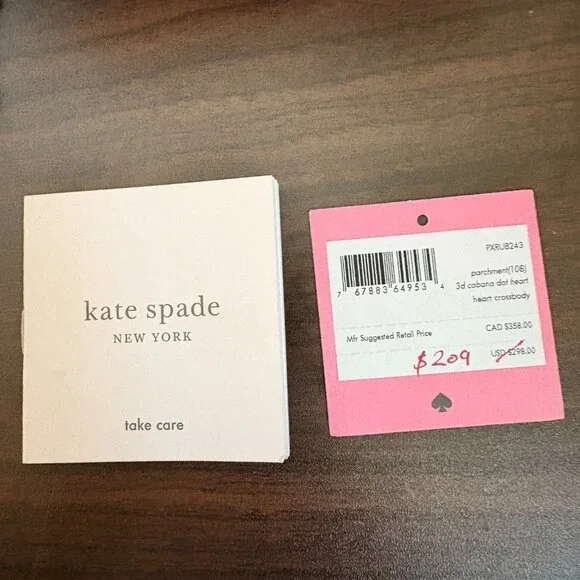 kate spade
NEW YORK
take care
PXRUB243
7 67883 64953 4
parchment(108)
3d cabana dot heart
heart crossbody
Mfr Suggested Retail Price
CAD $358.00
USD $298.00
$209